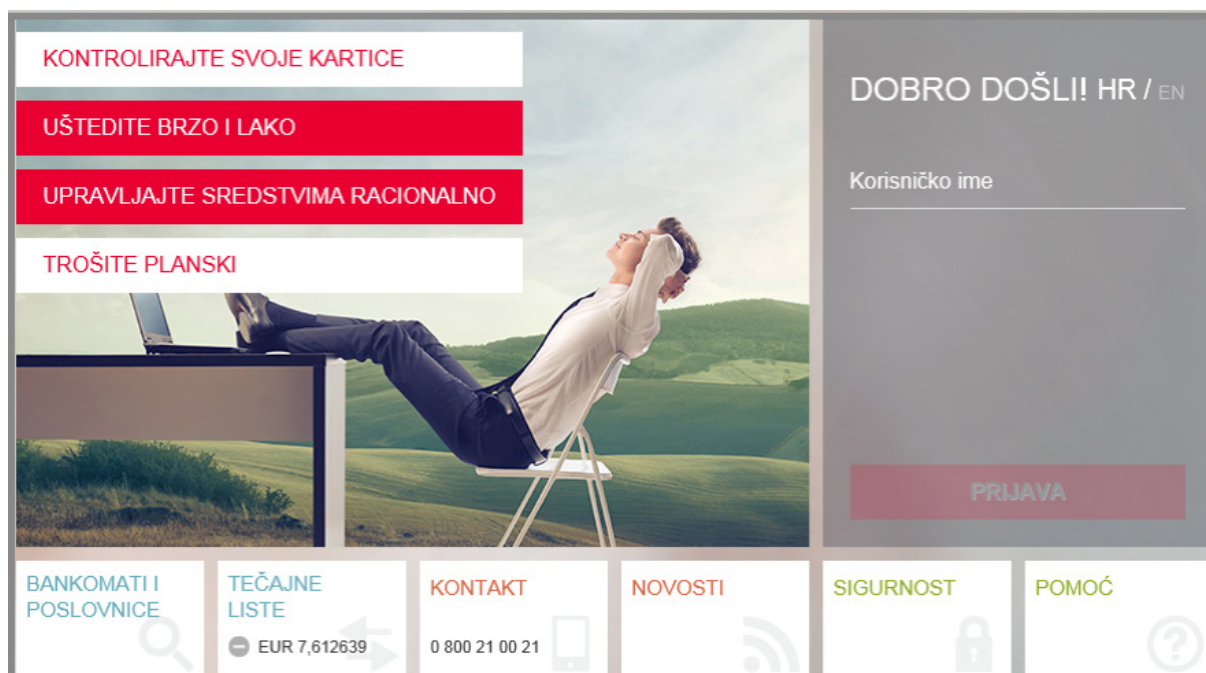 KONTROLIRAJTE SVOJE KARTICE
UŠTEDITE BRZO I LAKO
UPRAVLJAJTE SREDSTVIMA RACIONALNO
TROŠITE PLANSKI
DOBRO DOŠLI! HR / EN
Korisničko ime
PRIJAVA
BANKOMATI I
POSLOVNICE
TEČAJNE
LISTE
EUR 7,612639
KONTAKT
0 800 21 00 21
NOVOSTI
SIGURNOST
POMOĆ